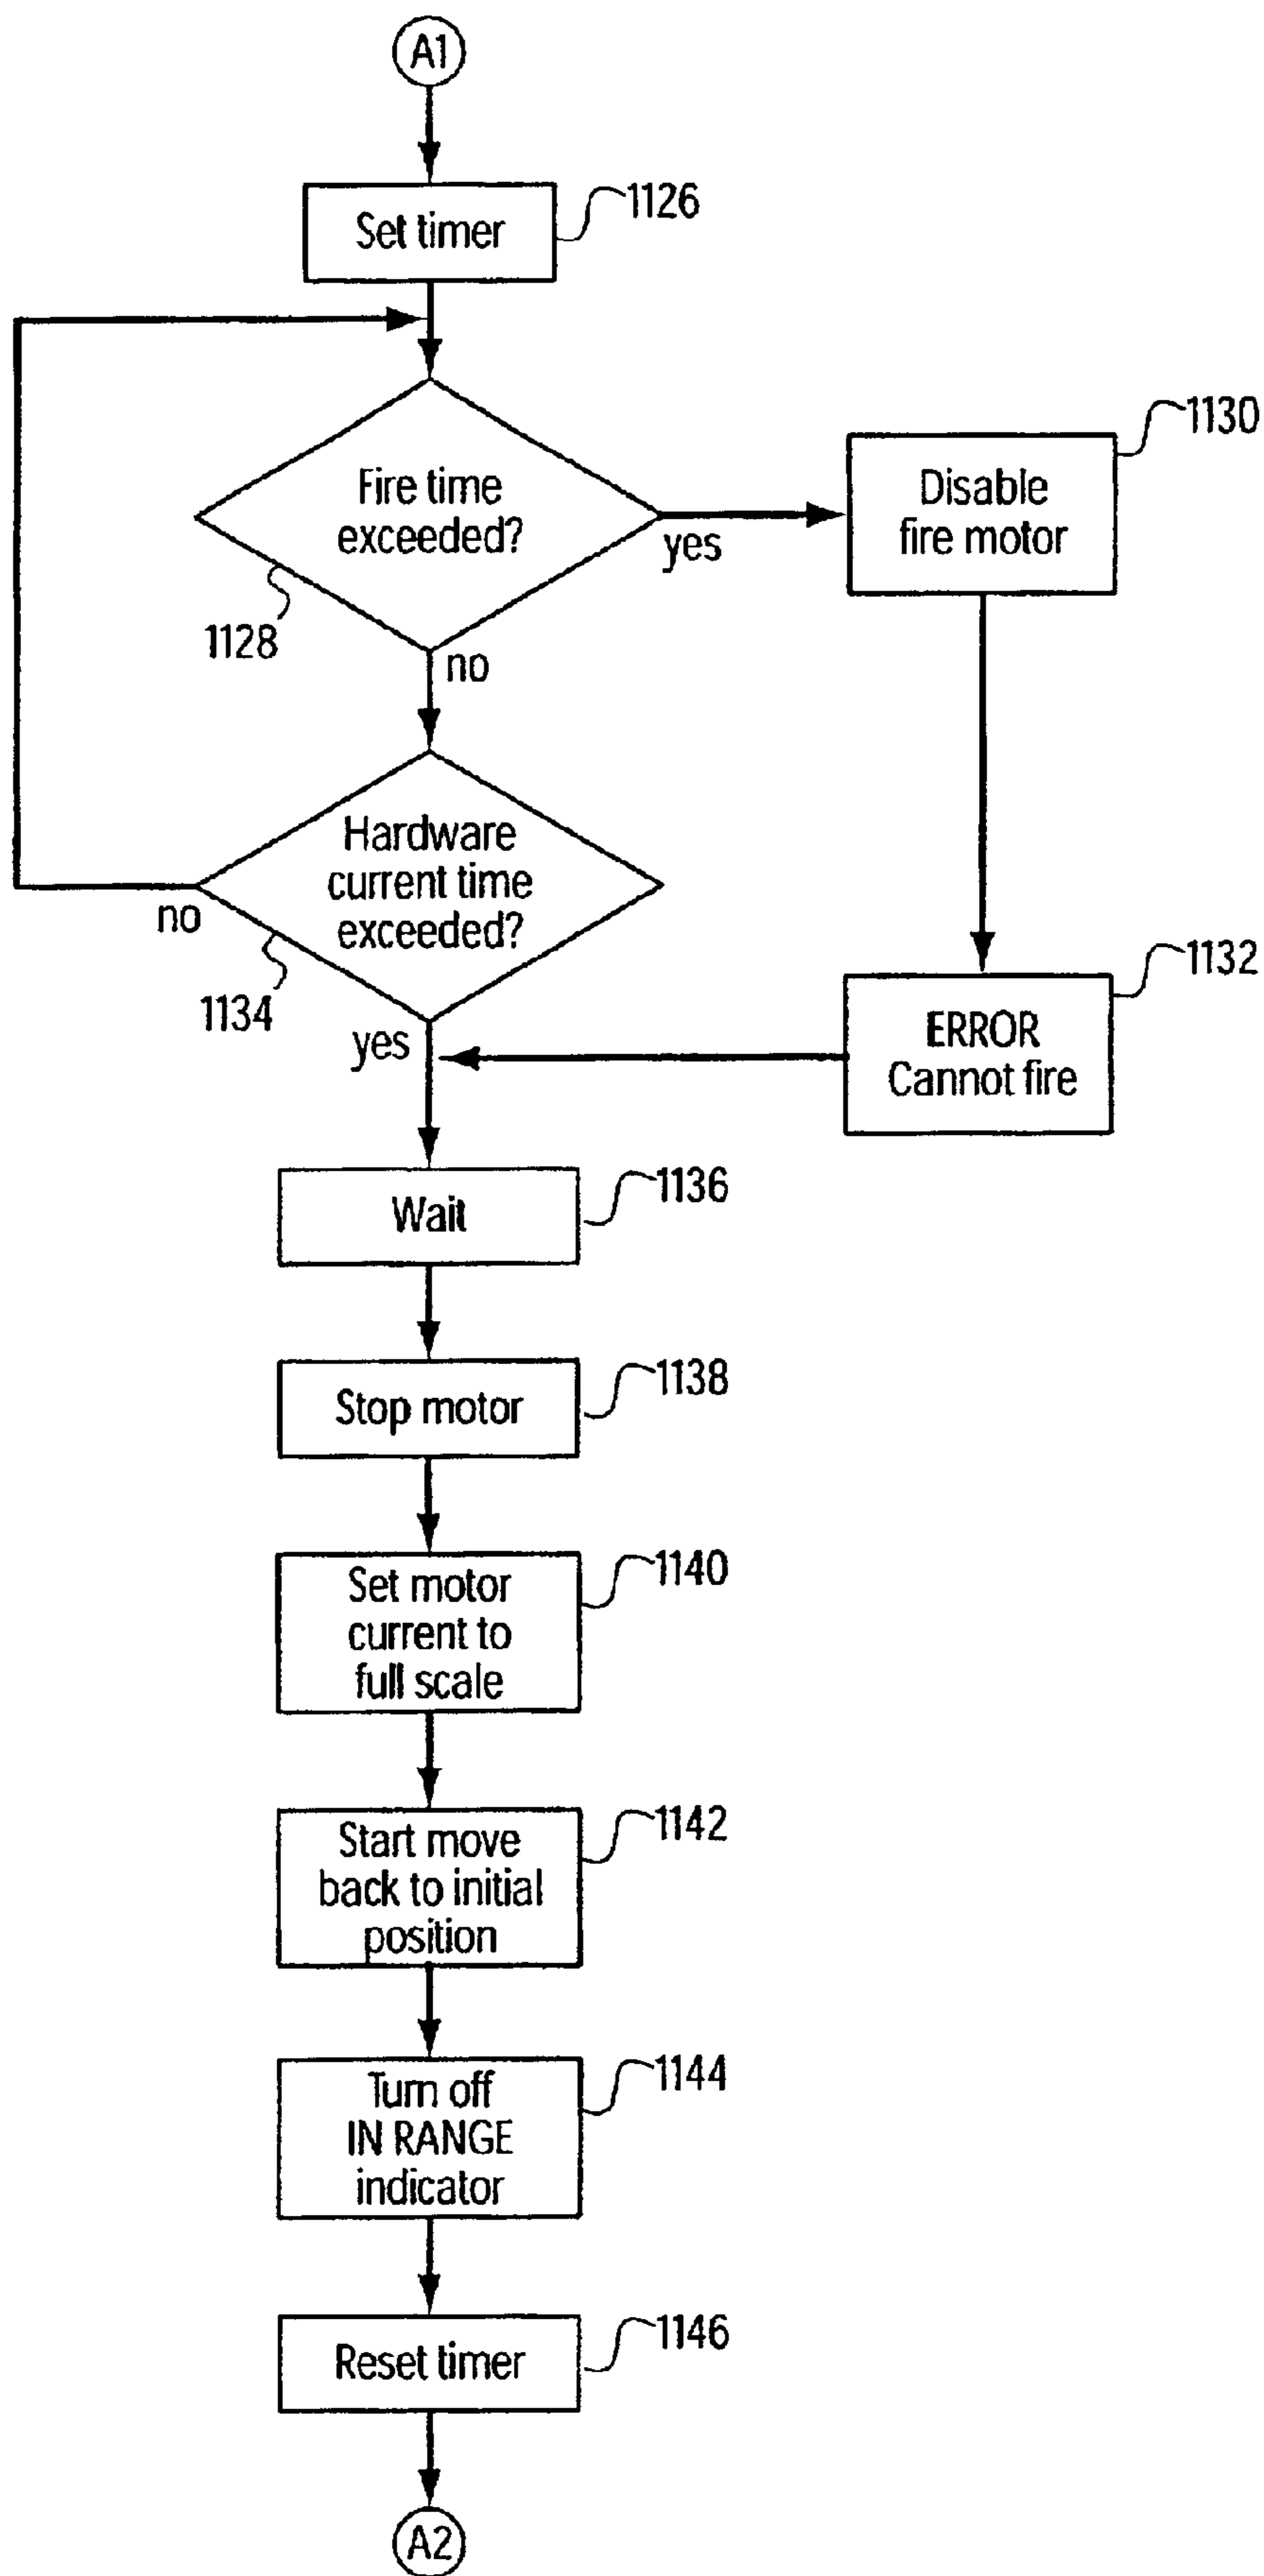 A1
Set timer
1126
Fire time
exceeded?
yes
1128
no
Disable
fire motor
1130
Hardware
current time
exceeded?
no
1134
yes
ERROR
Cannot fire
1132
Wait
1136
Stop motor
1138
Set motor
current to
full scale
1140
Start move
back to initial
position
1142
Turn off
IN RANGE
indicator
1144
Reset timer
1146
A2